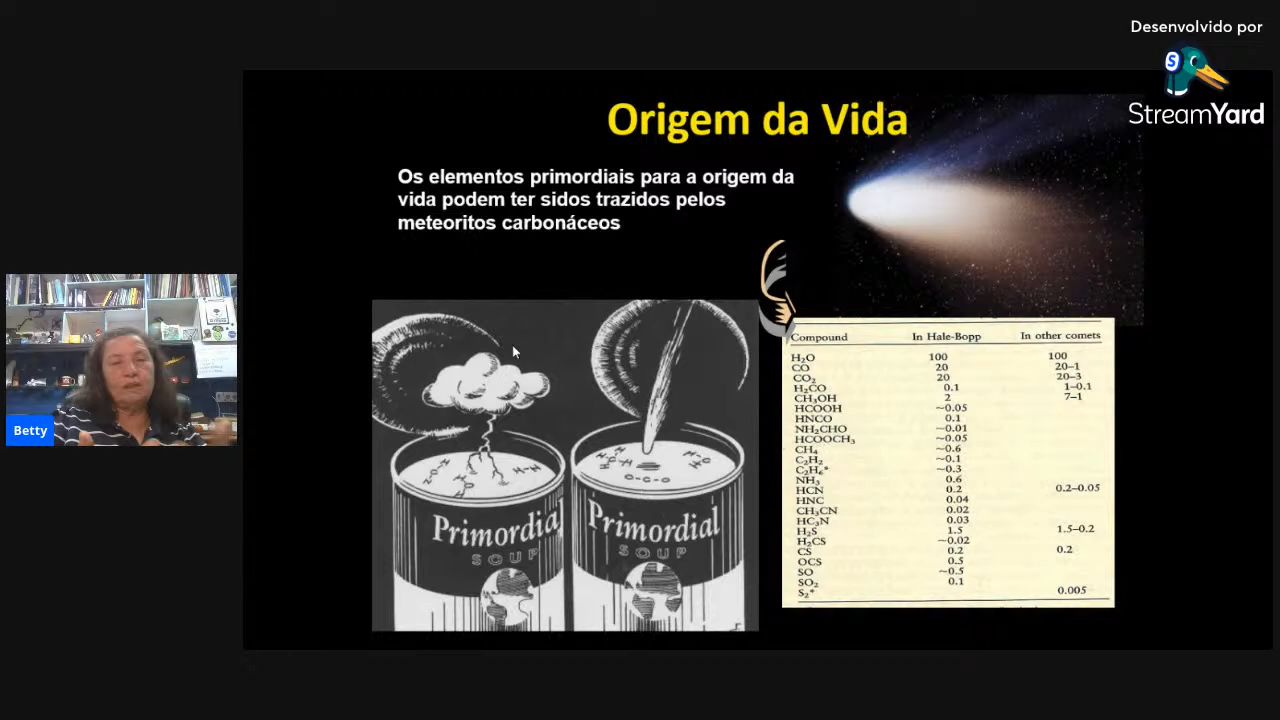 Desenvolvido por
StreamYard
Origem da Vida
Os elementos primordiais para a origem da
vida podem ter sidos trazidos pelos
meteoritos carbonáceos
Betty
Primordial
SOUP
Primordial
SOUP
Compound In Hale-Bopp In other comets
H₂O 100 100
CO 20 20–1
CO₂ 20 20–3
H₂CO 0.1 1–0.1
CH₃OH 2 7–1
HCOOH ~0.05
HNCO 0.1
NH₂CHO ~0.01
HCOOCH₃ ~0.05
CH₄ ~0.6
C₂H₂ ~0.1
C₂H₆* ~0.3
NH₃ 0.6
HCN 0.2 0.2–0.05
HNC 0.04
CH₃CN 0.02
HC₃N 0.03
H₂S 1.5 1.5–0.2
H₂CS ~0.02
CS 0.2 0.2
OCS 0.5
SO ~0.5
SO₂ 0.1
S₂* 0.005